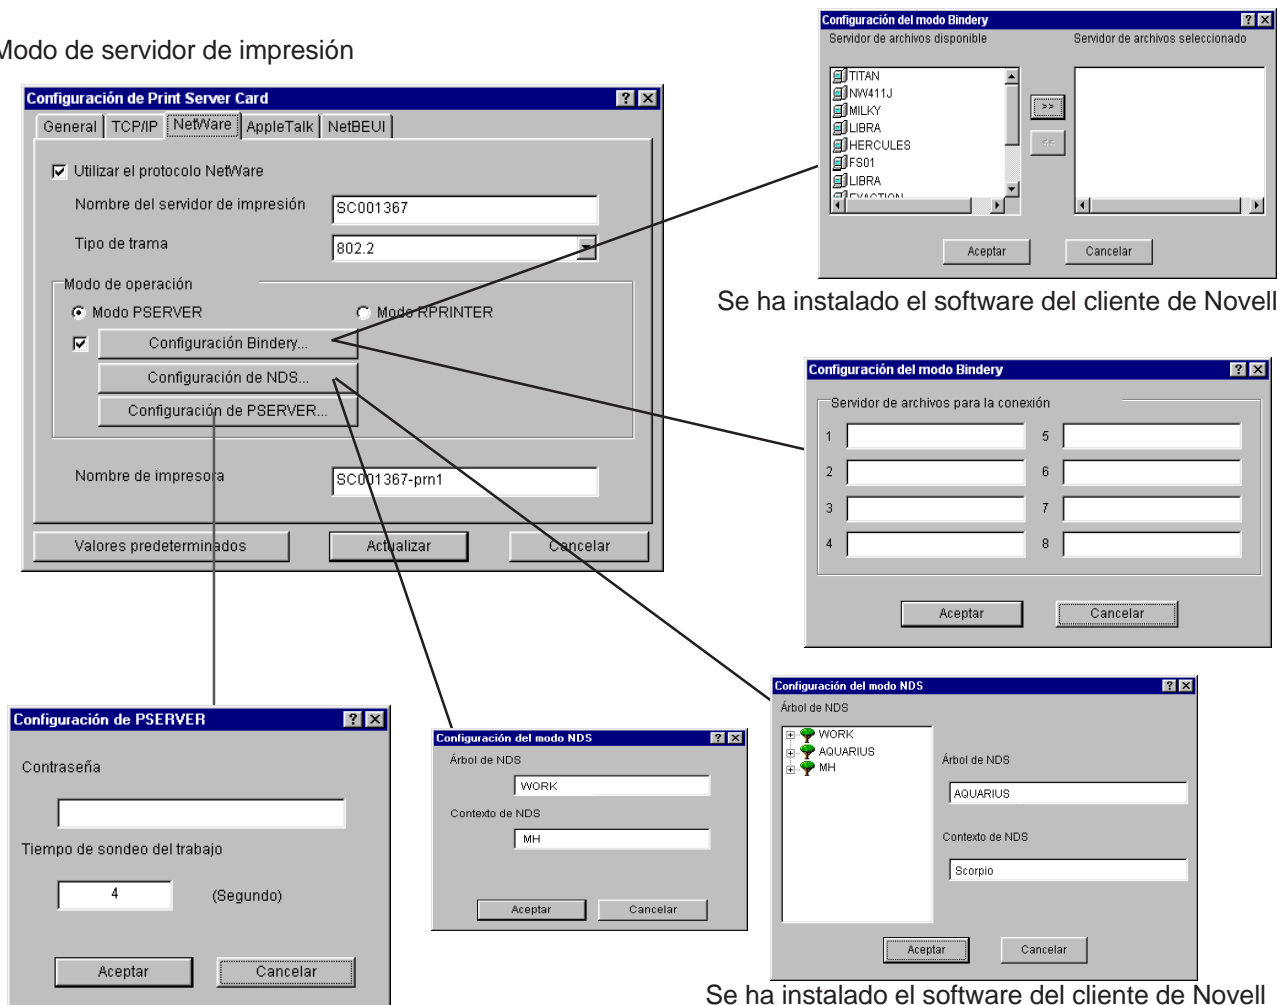 Modo de servidor de impresión
Configuración de Print Server Card
General TCP/IP NetWare AppleTalk NetBEUI
Utilizar el protocolo NetWare
Nombre del servidor de impresión SC001367
Tipo de trama 802.2
Modo de operación
Modo PSERVER Modo RPRINTER
Configuración Bindery...
Configuración de NDS...
Configuración de PSERVER...
Nombre de impresora SC001367-prn1
Valores predeterminados Actualizar Cancelar
Configuración del modo Bindery
Servidor de archivos disponible Servidor de archivos seleccionado
TITAN
NW411J
MILKY
LIBRA
HERCULES
FS01
LIBRA
EXACTION
>>
<<
Aceptar Cancelar
Se ha instalado el software del cliente de Novell
Configuración del modo Bindery
Servidor de archivos para la conexión
1 5
2 6
3 7
4 8
Aceptar Cancelar
Configuración de PSERVER
Contraseña
Tiempo de sondeo del trabajo
4 (Segundo)
Aceptar Cancelar
Configuración del modo NDS
Árbol de NDS
WORK
Contexto de NDS
MH
Aceptar Cancelar
Configuración del modo NDS
Árbol de NDS
WORK
AQUARIUS
MH
Árbol de NDS
AQUARIUS
Contexto de NDS
Scorpio
Aceptar Cancelar
Se ha instalado el software del cliente de Novell